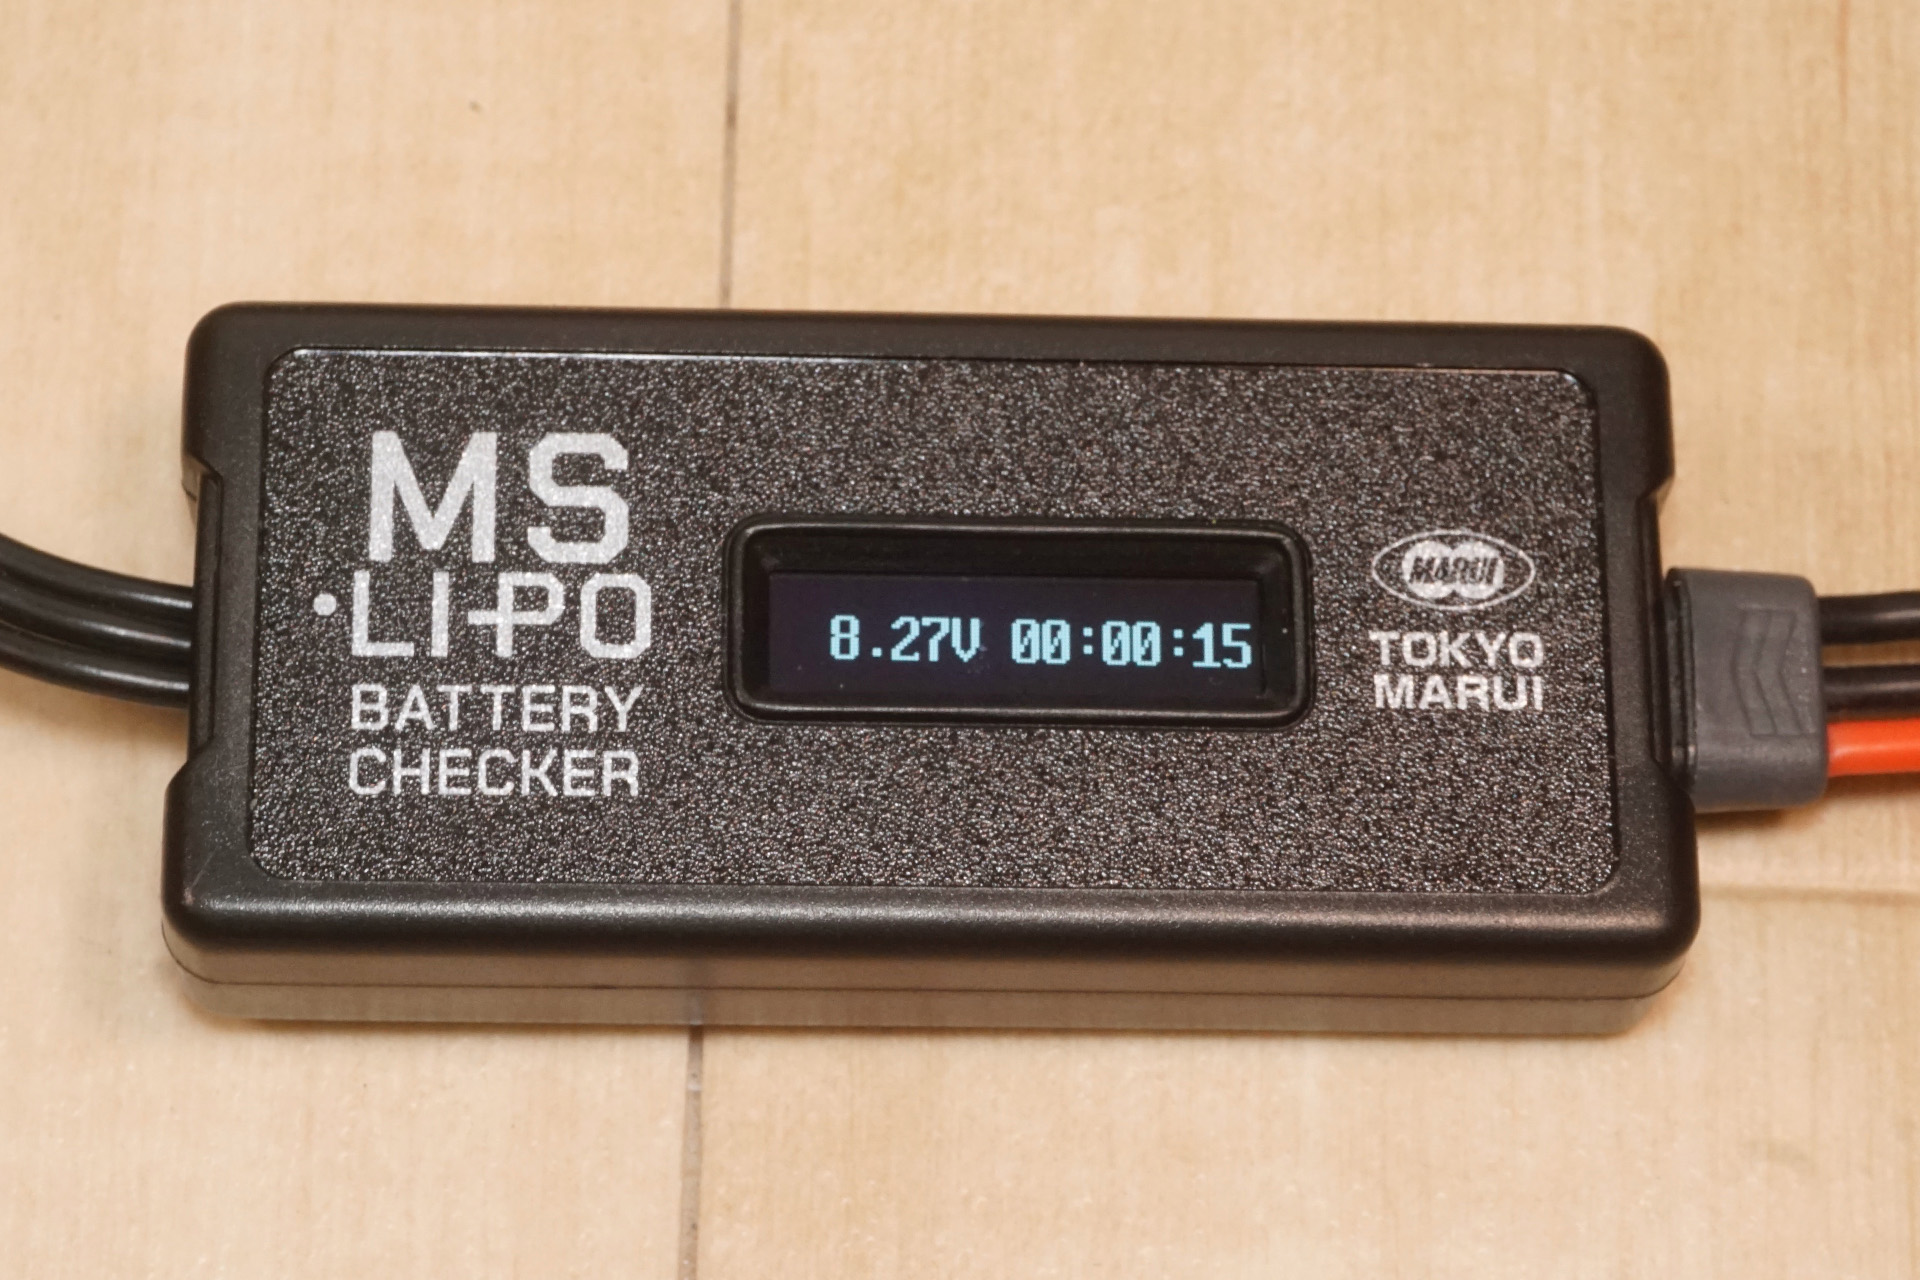 MS
·LI+PO
BATTERY
CHECKER
8.27V 00:00:15
MARUI
TOKYO
MARUI